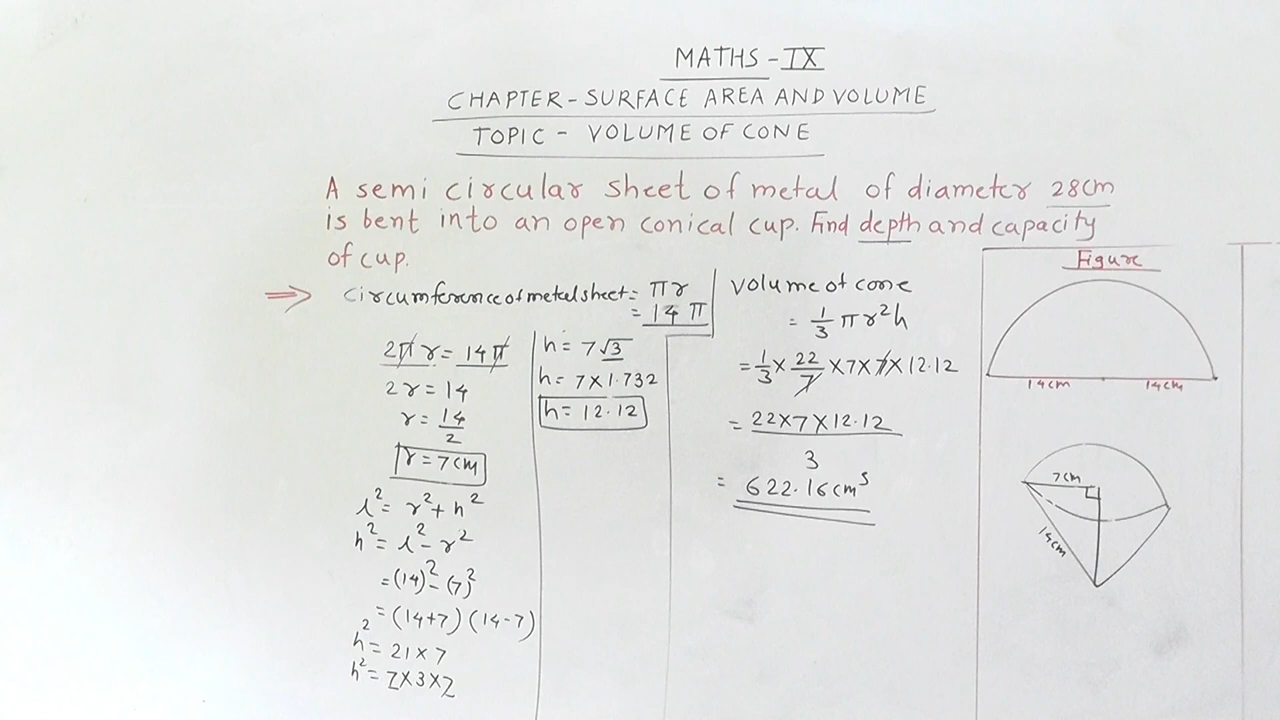 MATHS - IX
CHAPTER - SURFACE AREA AND VOLUME
TOPIC - VOLUME OF CONE
A semi circular sheet of metal of diameter 28cm
is bent into an open conical cup. Find depth and capacity
of cup.
⇒ circumference of metal sheet = πr
= 14 π
2πr = 14π
2r = 14
r = 14/2
r = 7cm
l² = r² + h²
h² = l² - r²
= (14)² - (7)²
= (14+7) (14-7)
h² = 21 × 7
h² = 7×3×7
h = 7√3
h = 7×1.732
h = 12.12
Volume of cone
= 1/3 πr²h
= 1/3 × 22/7 × 7 × 7 × 12.12
= 22×7×12.12
3
= 622.16cm³
Figure
14cm 14cm
7cm
14cm